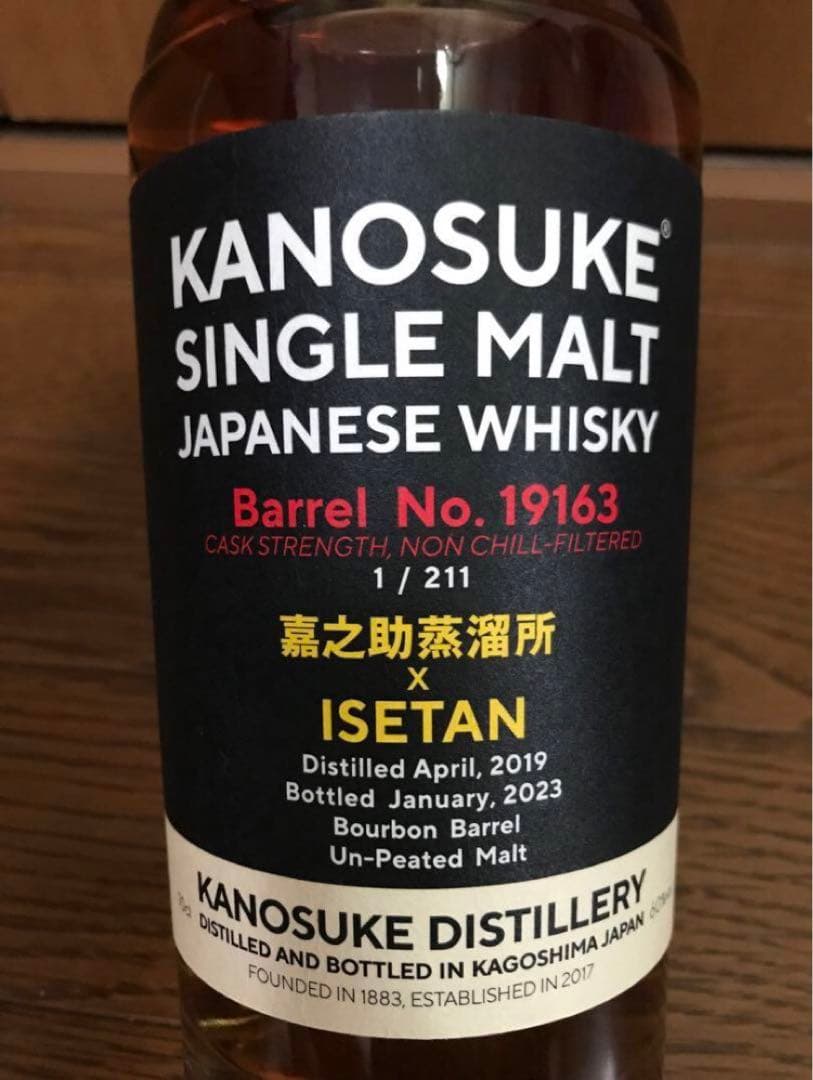 KANOSUKE®
SINGLE MALT
JAPANESE WHISKY
Barrel No. 19163
CASK STRENGTH, NON CHILL-FILTERED
1 / 211
嘉之助蒸溜所
X
ISETAN
Distilled April, 2019
Bottled January, 2023
Bourbon Barrel
Un-Peated Malt
KANOSUKE DISTILLERY
DISTILLED AND BOTTLED IN KAGOSHIMA JAPAN
FOUNDED IN 1883, ESTABLISHED IN 2017